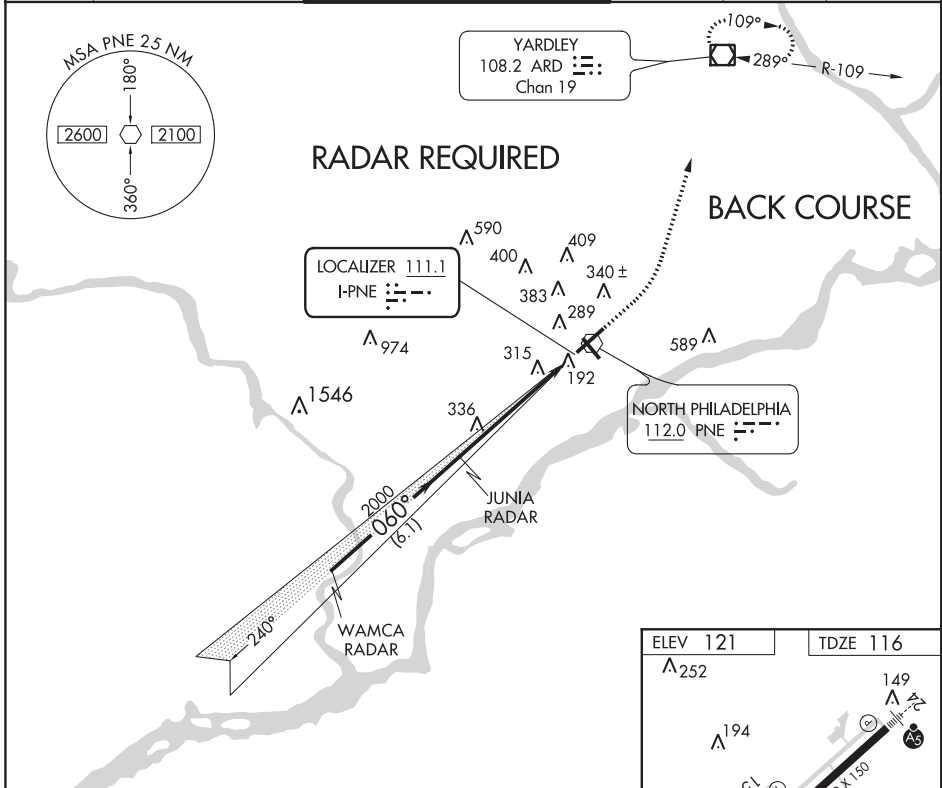 MSA PNE 25 NM
180°
2600
2100
360°
YARDLEY
108.2 ARD
Chan 19
109°
289°
R-109
RADAR REQUIRED
BACK COURSE
LOCALIZER 111.1
I-PNE
590
400
409
383
340 ±
289
974
315
192
589
1546
336
NORTH PHILADELPHIA
112.0 PNE
JUNIA
RADAR
2000
060°
(6.1)
240°
WAMCA
RADAR
ELEV 121
TDZE 116
252
149
24
A5
P
194
X 150
15